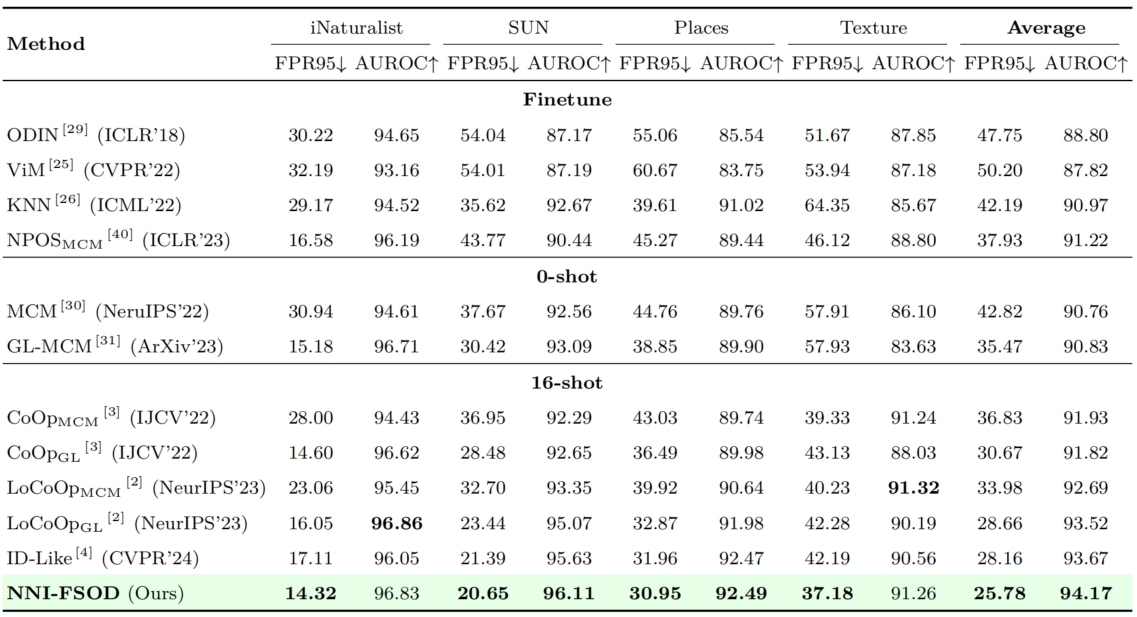 Method iNaturalist SUN Places Texture Average
FPR95↓ AUROC↑ FPR95↓ AUROC↑ FPR95↓ AUROC↑ FPR95↓ AUROC↑ FPR95↓ AUROC↑
Finetune
ODIN [29] (ICLR'18) 30.22 94.65 54.04 87.17 55.06 85.54 51.67 87.85 47.75 88.80
ViM [25] (CVPR'22) 32.19 93.16 54.01 87.19 60.67 83.75 53.94 87.18 50.20 87.82
KNN [26] (ICML'22) 29.17 94.52 35.62 92.67 39.61 91.02 64.35 85.67 42.19 90.97
NPOS MCM [40] (ICLR'23) 16.58 96.19 43.77 90.44 45.27 89.44 46.12 88.80 37.93 91.22
0-shot
MCM [30] (NeruIPS'22) 30.94 94.61 37.67 92.56 44.76 89.76 57.91 86.10 42.82 90.76
GL-MCM [31] (ArXiv'23) 15.18 96.71 30.42 93.09 38.85 89.90 57.93 83.63 35.47 90.83
16-shot
CoOp MCM [3] (IJCV'22) 28.00 94.43 36.95 92.29 43.03 89.74 39.33 91.24 36.83 91.93
CoOp GL [3] (IJCV'22) 14.60 96.62 28.48 92.65 36.49 89.98 43.13 88.03 30.67 91.82
LoCoOp MCM [2] (NeurIPS'23) 23.06 95.45 32.70 93.35 39.92 90.64 40.23 91.32 33.98 92.69
LoCoOp GL [2] (NeurIPS'23) 16.05 96.86 23.44 95.07 32.87 91.98 42.28 90.19 28.66 93.52
ID-Like [4] (CVPR'24) 17.11 96.05 21.39 95.63 31.96 92.47 42.19 90.56 28.16 93.67
NNI-FSOD (Ours) 14.32 96.83 20.65 96.11 30.95 92.49 37.18 91.26 25.78 94.17